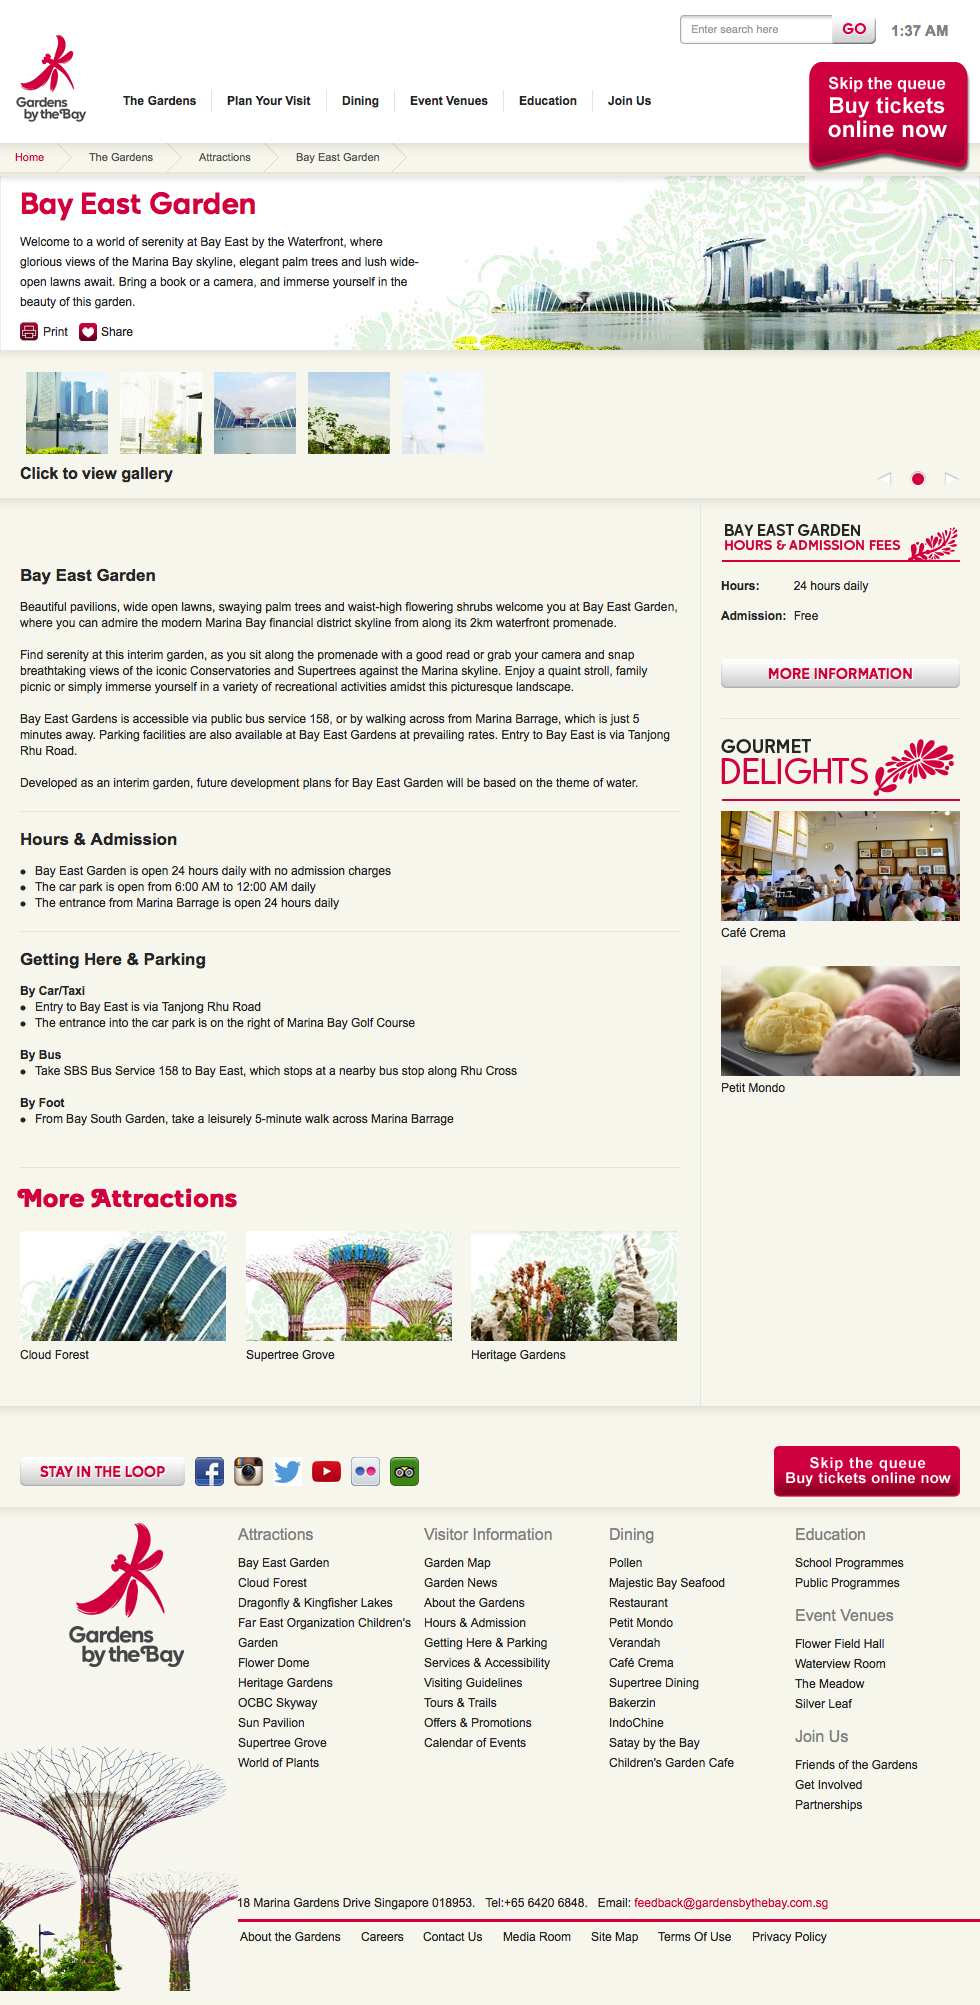 Enter search here
GO
1:37 AM
Gardens
by the Bay
The Gardens
Plan Your Visit
Dining
Event Venues
Education
Join Us
Skip the queue
Buy tickets
online now
Home
The Gardens
Attractions
Bay East Garden
Bay East Garden
Welcome to a world of serenity at Bay East by the Waterfront, where
glorious views of the Marina Bay skyline, elegant palm trees and lush wide-
open lawns await. Bring a book or a camera, and immerse yourself in the
beauty of this garden.
Print
Share
Click to view gallery
Bay East Garden
Beautiful pavilions, wide open lawns, swaying palm trees and waist-high flowering shrubs welcome you at Bay East Garden,
where you can admire the modern Marina Bay financial district skyline from along its 2km waterfront promenade.
Find serenity at this interim garden, as you sit along the promenade with a good read or grab your camera and snap
breathtaking views of the iconic Conservatories and Supertrees against the Marina skyline. Enjoy a quaint stroll, family
picnic or simply immerse yourself in a variety of recreational activities amidst this picturesque landscape.
Bay East Gardens is accessible via public bus service 158, or by walking across from Marina Barrage, which is just 5
minutes away. Parking facilities are also available at Bay East Gardens at prevailing rates. Entry to Bay East is via Tanjong
Rhu Road.
Developed as an interim garden, future development plans for Bay East Garden will be based on the theme of water.
Hours & Admission
Bay East Garden is open 24 hours daily with no admission charges
The car park is open from 6:00 AM to 12:00 AM daily
The entrance from Marina Barrage is open 24 hours daily
Getting Here & Parking
By Car/Taxi
Entry to Bay East is via Tanjong Rhu Road
The entrance into the car park is on the right of Marina Bay Golf Course
By Bus
Take SBS Bus Service 158 to Bay East, which stops at a nearby bus stop along Rhu Cross
By Foot
From Bay South Garden, take a leisurely 5-minute walk across Marina Barrage
More Attractions
Cloud Forest
Supertree Grove
Heritage Gardens
BAY EAST GARDEN
HOURS & ADMISSION FEES
Hours: 24 hours daily
Admission: Free
MORE INFORMATION
GOURMET
DELIGHTS
Café Crema
Petit Mondo
STAY IN THE LOOP
Skip the queue
Buy tickets online now
Gardens
by the Bay
Attractions
Bay East Garden
Cloud Forest
Dragonfly & Kingfisher Lakes
Far East Organization Children's
Garden
Flower Dome
Heritage Gardens
OCBC Skyway
Sun Pavilion
Supertree Grove
World of Plants
Visitor Information
Garden Map
Garden News
About the Gardens
Hours & Admission
Getting Here & Parking
Services & Accessibility
Visiting Guidelines
Tours & Trails
Offers & Promotions
Calendar of Events
Dining
Pollen
Majestic Bay Seafood
Restaurant
Petit Mondo
Verandah
Café Crema
Supertree Dining
Bakerzin
IndoChine
Satay by the Bay
Children's Garden Cafe
Education
School Programmes
Public Programmes
Event Venues
Flower Field Hall
Waterview Room
The Meadow
Silver Leaf
Join Us
Friends of the Gardens
Get Involved
Partnerships
18 Marina Gardens Drive Singapore 018953. Tel:+65 6420 6848. Email: feedback@gardensbythebay.com.sg
About the Gardens
Careers
Contact Us
Media Room
Site Map
Terms Of Use
Privacy Policy